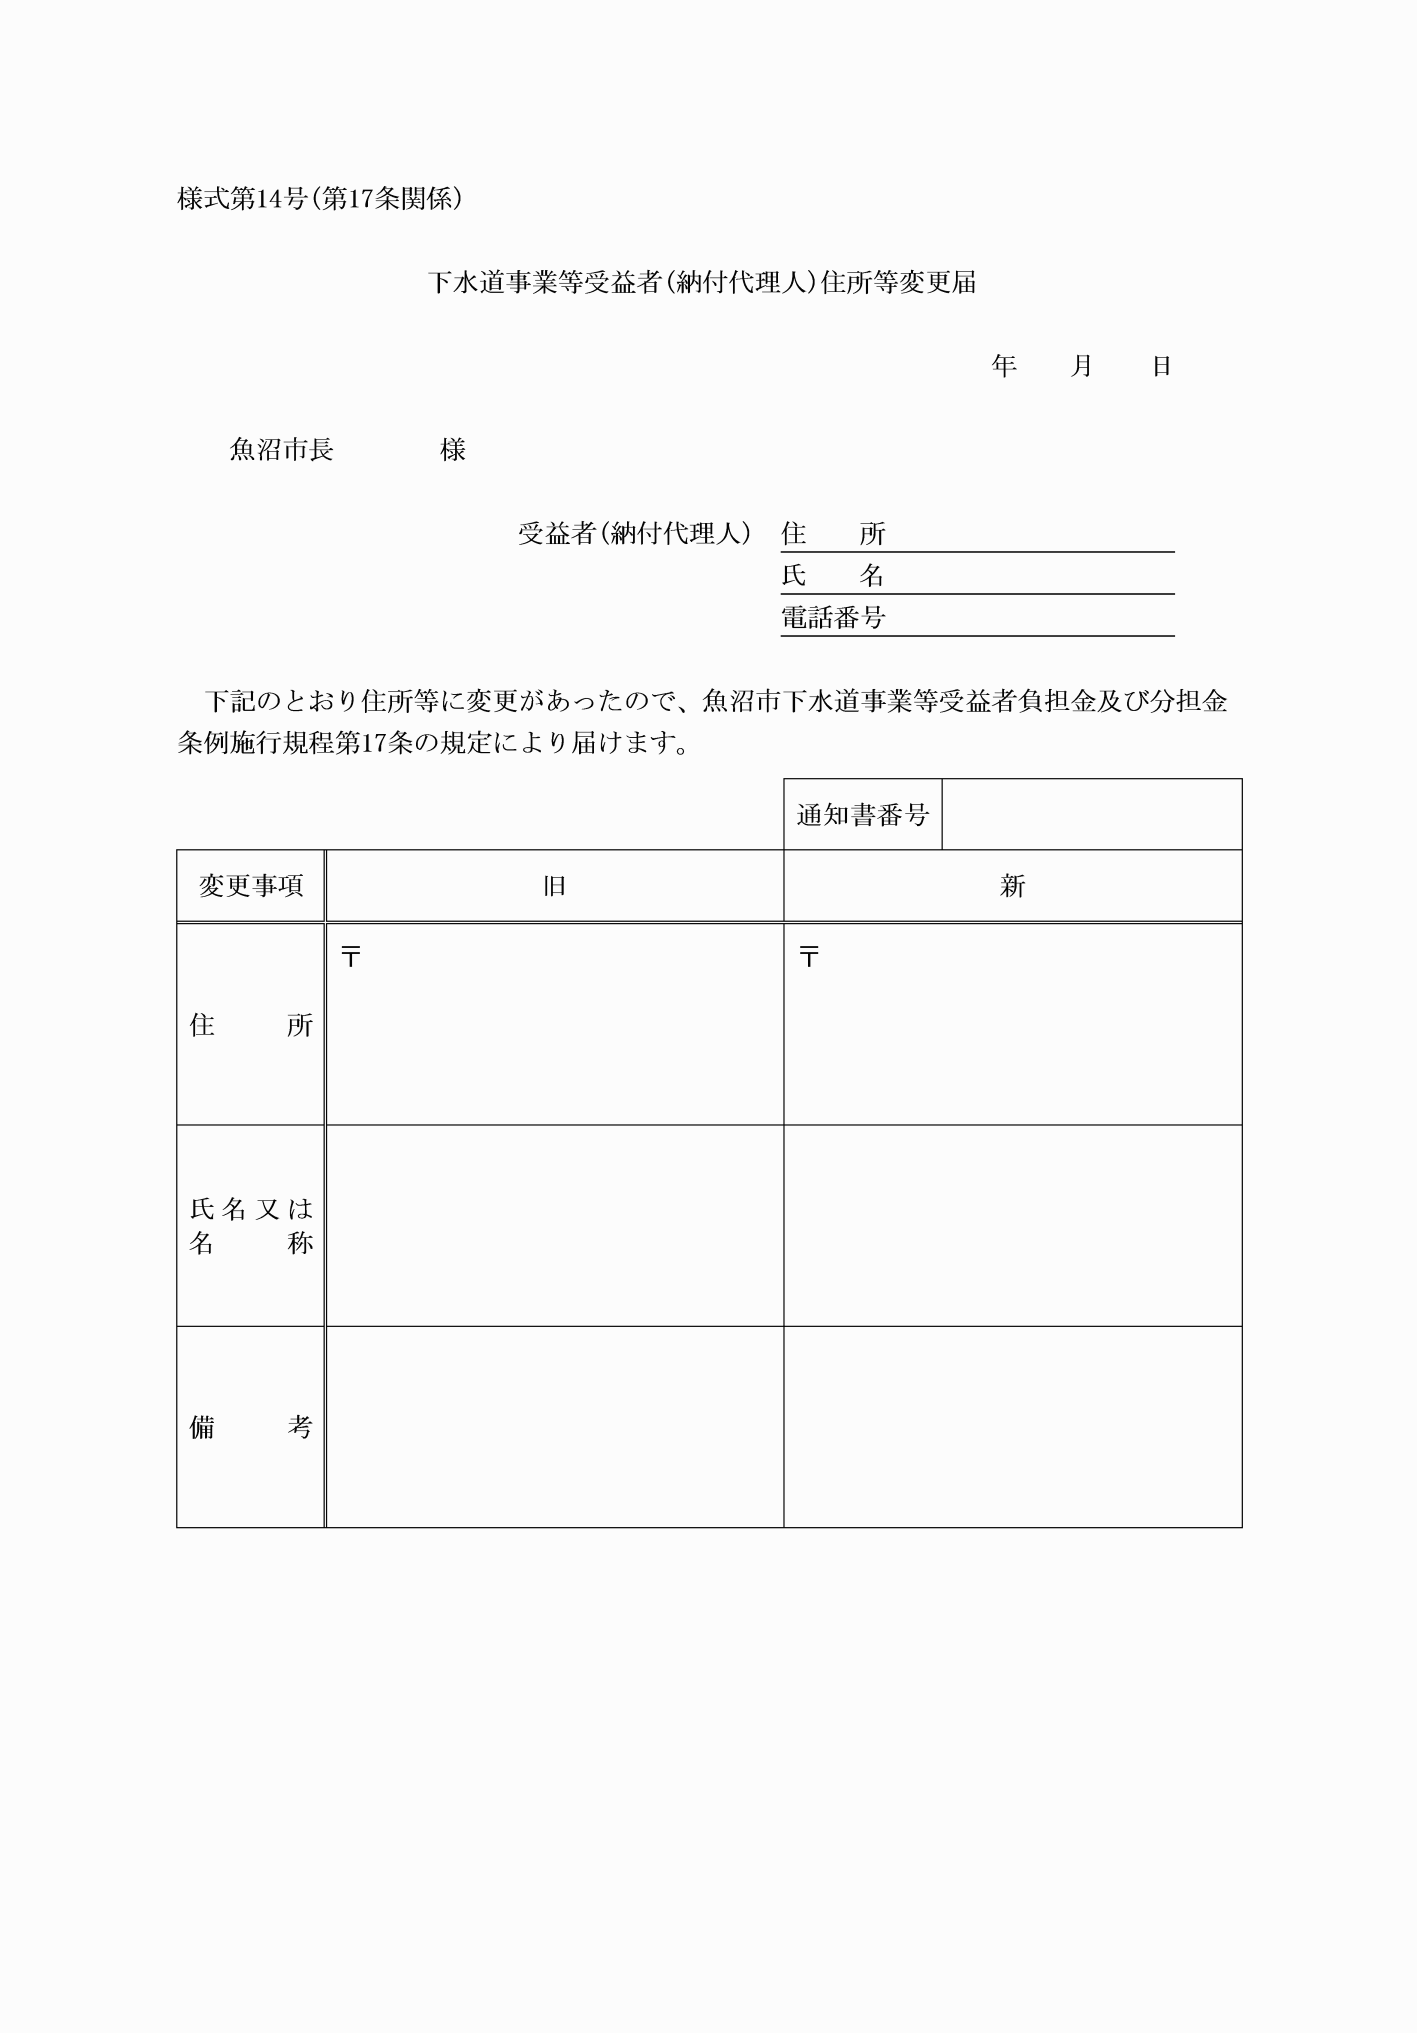 様式第14号(第17条関係)
下水道事業等受益者(納付代理人)住所等変更届
年　　月　　日
魚沼市長　　　　様
受益者(納付代理人)　住　　所
氏　　名
電話番号
下記のとおり住所等に変更があったので、魚沼市下水道事業等受益者負担金及び分担金
条例施行規程第17条の規定により届けます。
通知書番号
変更事項　旧　新
〒　〒
住　　所
氏名又は
名　　称
備　　考